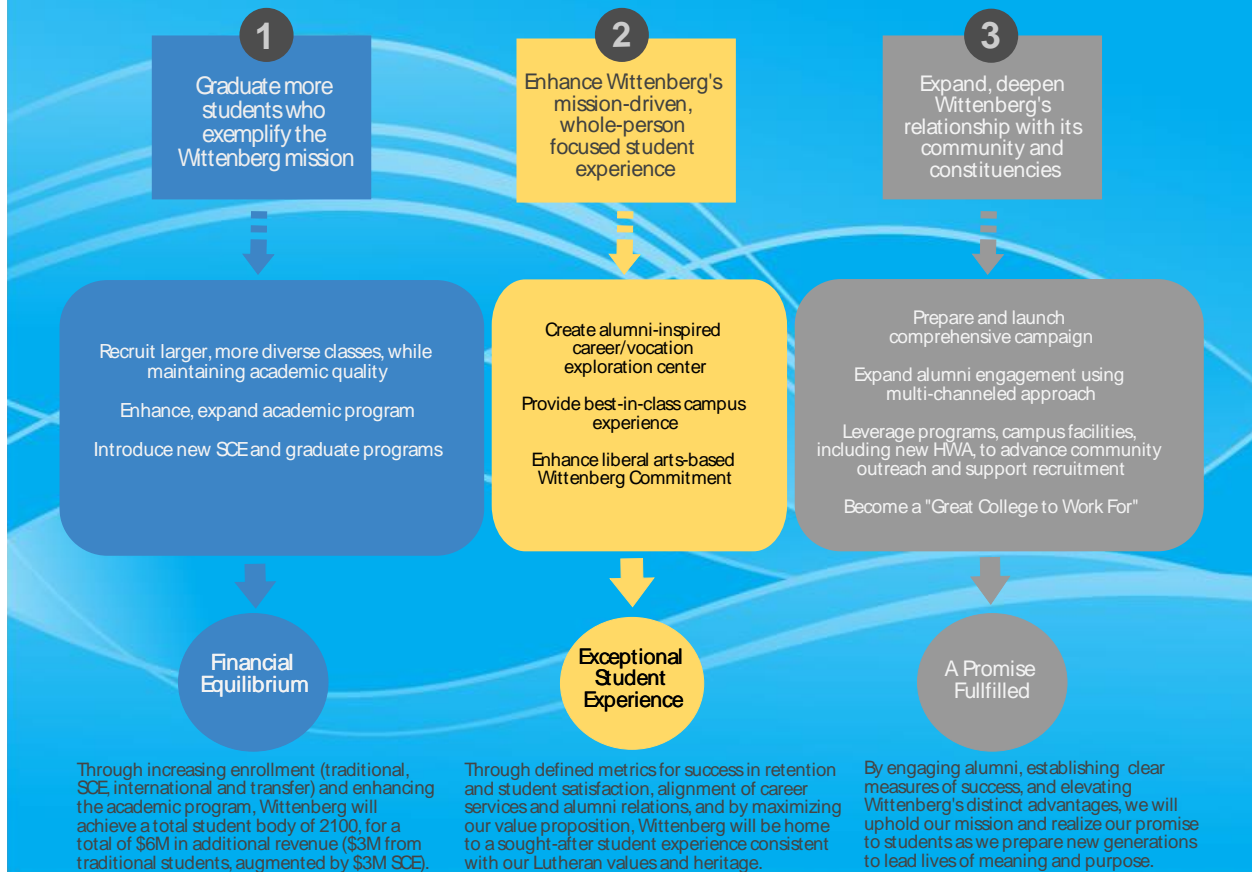 1
Graduate more
students who
exemplify the
Wittenberg mission
Recruit larger, more diverse classes, while
maintaining academic quality
Enhance, expand academic program
Introduce new SCE and graduate programs
Financial
Equilibrium
Through increasing enrollment (traditional,
SCE, international and transfer) and enhancing
the academic program, Wittenberg will
achieve a total student body of 2100, for a
total of $6M in additional revenue ($3M from
traditional students, augmented by $3M SCE).
2
Enhance Wittenberg's
mission-driven,
whole-person
focused student
experience
Create alumni-inspired
career/vocation
exploration center
Provide best-in-class campus
experience
Enhance liberal arts-based
Wittenberg Commitment
Exceptional
Student
Experience
Through defined metrics for success in retention
and student satisfaction, alignment of career
services and alumni relations, and by maximizing
our value proposition, Wittenberg will be home
to a sought-after student experience consistent
with our Lutheran values and heritage.
3
Expand, deepen
Wittenberg's
relationship with its
community and
constituencies
Prepare and launch
comprehensive campaign
Expand alumni engagement using
multi-channeled approach
Leverage programs, campus facilities,
including new HWA, to advance community
outreach and support recruitment
Become a "Great College to Work For"
A Promise
Fullfilled
By engaging alumni, establishing clear
measures of success, and elevating
Wittenberg's distinct advantages, we will
uphold our mission and realize our promise
to students as we prepare new generations
to lead lives of meaning and purpose.